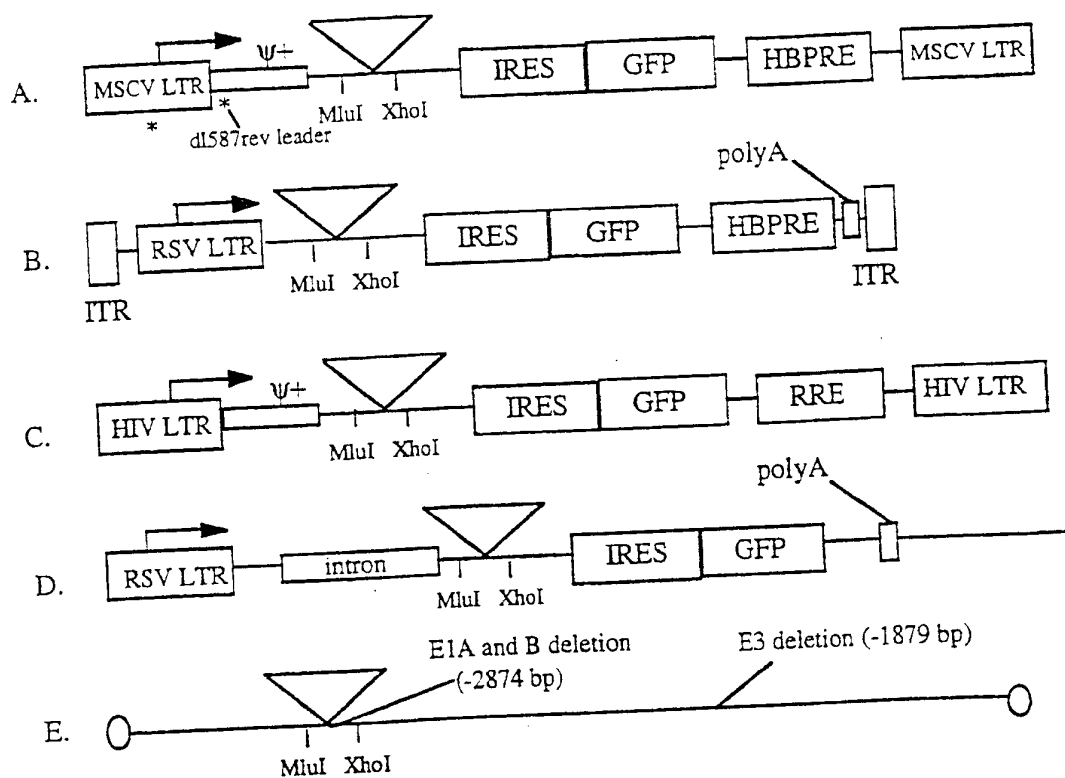 A.
MSCV LTR
Ψ+
IRES
GFP
HBPRE
MSCV LTR
MluI
XhoI
*
*
dl587rev leader
polyA
B.
RSV LTR
IRES
GFP
HBPRE
MluI
XhoI
ITR
ITR
C.
HIV LTR
Ψ+
IRES
GFP
RRE
HIV LTR
MluI
XhoI
polyA
D.
RSV LTR
intron
IRES
GFP
MluI
XhoI
E1A and B deletion
(-2874 bp)
E3 deletion (-1879 bp)
E.
MluI
XhoI